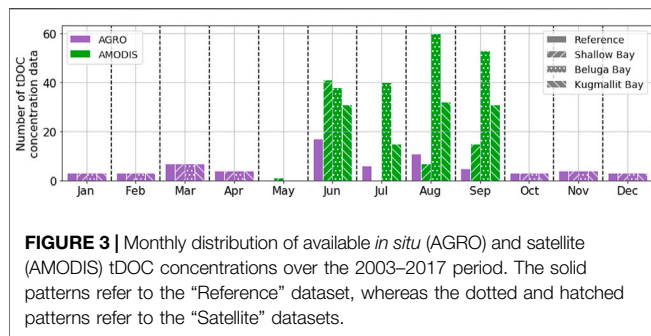 AGRO
AMODIS
Reference
Shallow Bay
Beluga Bay
Kugmallit Bay
Number of tDOC
concentration data
60
40
20
0
Jan Feb Mar Apr May Jun Jul Aug Sep Oct Nov Dec
FIGURE 3 | Monthly distribution of available in situ (AGRO) and satellite
(AMODIS) tDOC concentrations over the 2003–2017 period. The solid
patterns refer to the “Reference” dataset, whereas the dotted and hatched
patterns refer to the “Satellite” datasets.